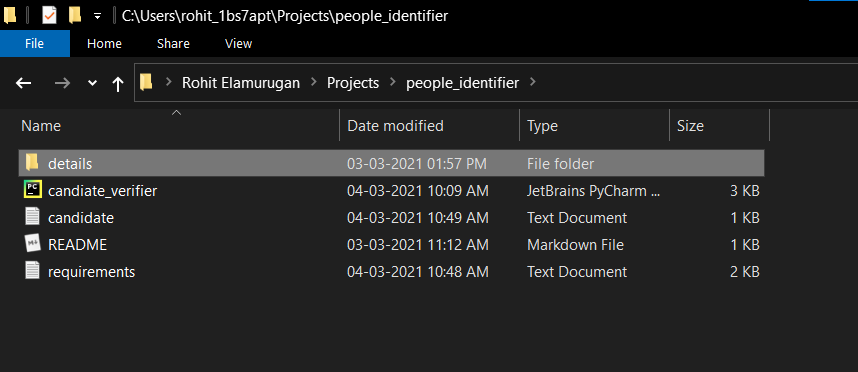 C:\Users\rohit_1bs7apt\Projects\people_identifier
File Home Share View
Rohit Elamurugan Projects people_identifier
Name Date modified Type Size
details 03-03-2021 01:57 PM File folder
candiate_verifier 04-03-2021 10:09 AM JetBrains PyCharm ... 3 KB
candidate 04-03-2021 10:49 AM Text Document 1 KB
README 03-03-2021 11:12 AM Markdown File 1 KB
requirements 04-03-2021 10:48 AM Text Document 2 KB